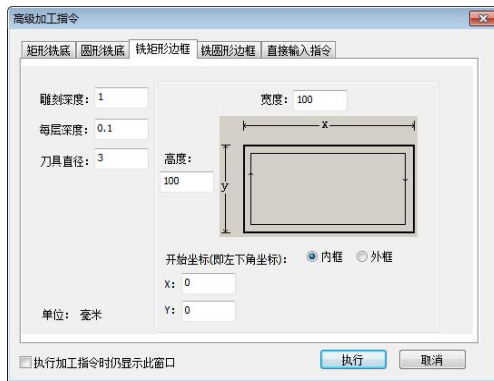 高级加工指令
矩形铣底 圆形铣底 铣矩形边框 铣圆形边框 直接输入指令
雕刻深度： 1
宽度： 100
每层深度： 0.1
x
刀具直径： 3
高度：
100
y
开始坐标(即左下角坐标)： 内框 外框
X: 0
单位： 毫米
Y: 0
执行加工指令时仍显示此窗口
执行 取消